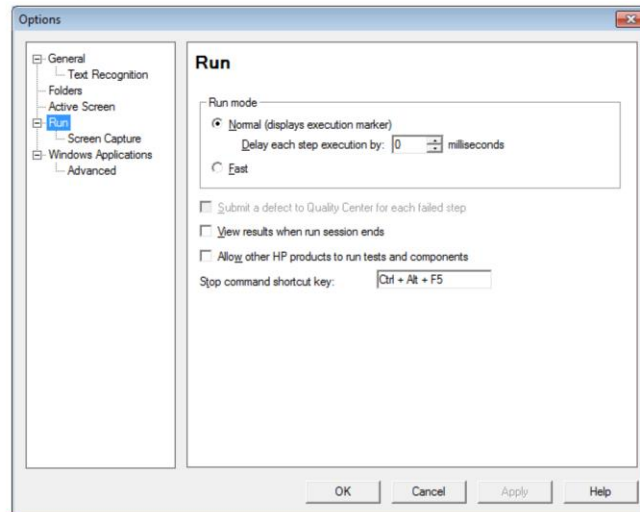 Options
General
Text Recognition
Folders
Active Screen
Run
Screen Capture
Windows Applications
Advanced
Run
Run mode
Normal (displays execution marker)
Delay each step execution by: 0 milliseconds
Fast
Submit a defect to Quality Center for each failed step
View results when run session ends
Allow other HP products to run tests and components
Stop command shortcut key: Ctrl + Alt + F5
OK Cancel Apply Help